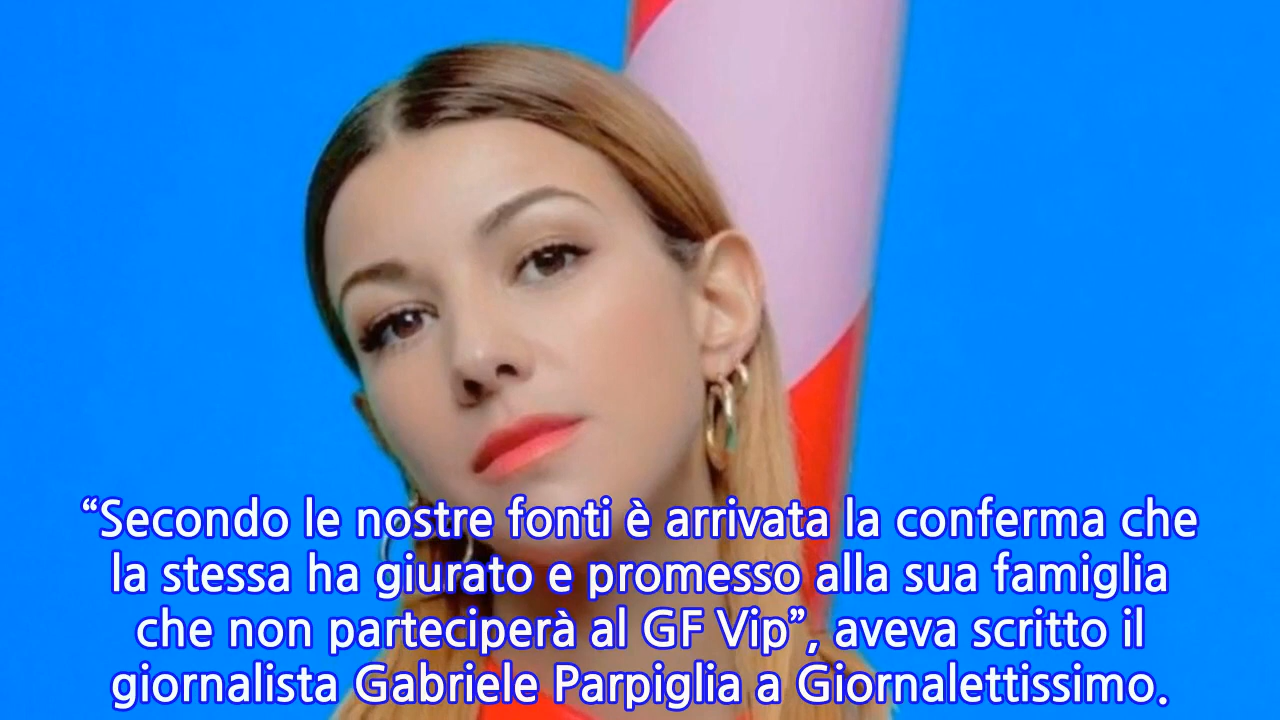 “Secondo le nostre fonti è arrivata la conferma che
la stessa ha giurato e promesso alla sua famiglia
che non parteciperà al GF Vip”, aveva scritto il
giornalista Gabriele Parpiglia a Giornalettissimo.